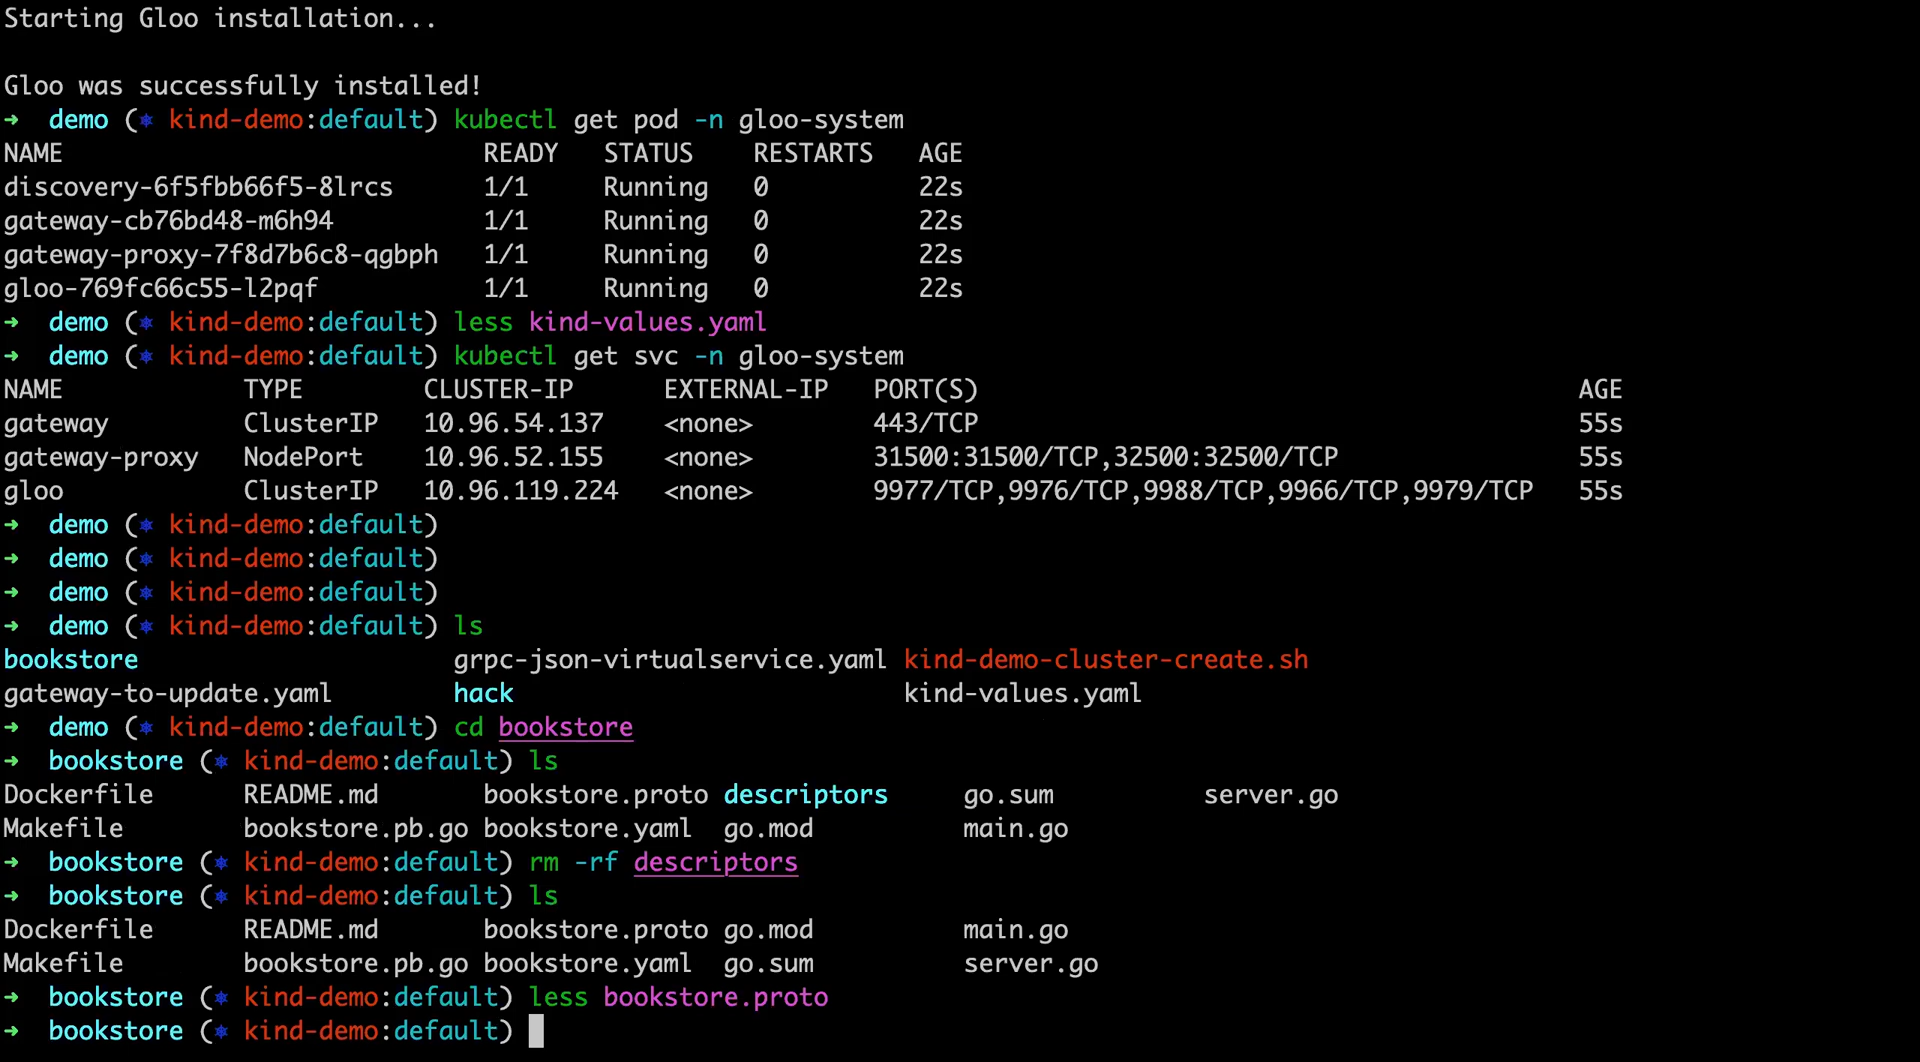 Starting Gloo installation...
Gloo was successfully installed!
➜  demo (⎈ kind-demo:default) kubectl get pod -n gloo-system
NAME                            READY   STATUS    RESTARTS   AGE
discovery-6f5fbb66f5-8lrcs      1/1     Running   0          22s
gateway-cb76bd48-m6h94          1/1     Running   0          22s
gateway-proxy-7f8d7b6c8-qgbph   1/1     Running   0          22s
gloo-769fc66c55-l2pqf           1/1     Running   0          22s
➜  demo (⎈ kind-demo:default) less kind-values.yaml
➜  demo (⎈ kind-demo:default) kubectl get svc -n gloo-system
NAME            TYPE        CLUSTER-IP      EXTERNAL-IP   PORT(S)                                        AGE
gateway         ClusterIP   10.96.54.137    <none>        443/TCP                                        55s
gateway-proxy   NodePort    10.96.52.155    <none>        31500:31500/TCP,32500:32500/TCP                55s
gloo            ClusterIP   10.96.119.224   <none>        9977/TCP,9976/TCP,9988/TCP,9966/TCP,9979/TCP   55s
➜  demo (⎈ kind-demo:default)
➜  demo (⎈ kind-demo:default)
➜  demo (⎈ kind-demo:default)
➜  demo (⎈ kind-demo:default) ls
bookstore                     grpc-json-virtualservice.yaml kind-demo-cluster-create.sh
gateway-to-update.yaml        hack                          kind-values.yaml
➜  demo (⎈ kind-demo:default) cd bookstore
➜  bookstore (⎈ kind-demo:default) ls
Dockerfile      README.md       bookstore.proto descriptors     go.sum          server.go
Makefile        bookstore.pb.go bookstore.yaml  go.mod          main.go
➜  bookstore (⎈ kind-demo:default) rm -rf descriptors
➜  bookstore (⎈ kind-demo:default) ls
Dockerfile      README.md       bookstore.proto go.mod          main.go
Makefile        bookstore.pb.go bookstore.yaml  go.sum          server.go
➜  bookstore (⎈ kind-demo:default) less bookstore.proto
➜  bookstore (⎈ kind-demo:default)